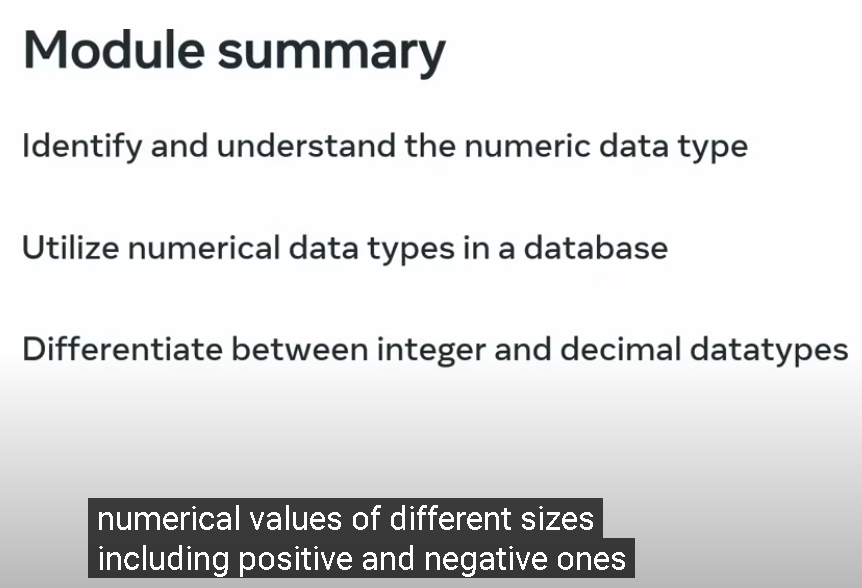 Module summary
Identify and understand the numeric data type
Utilize numerical data types in a database
Differentiate between integer and decimal datatypes
numerical values of different sizes
including positive and negative ones